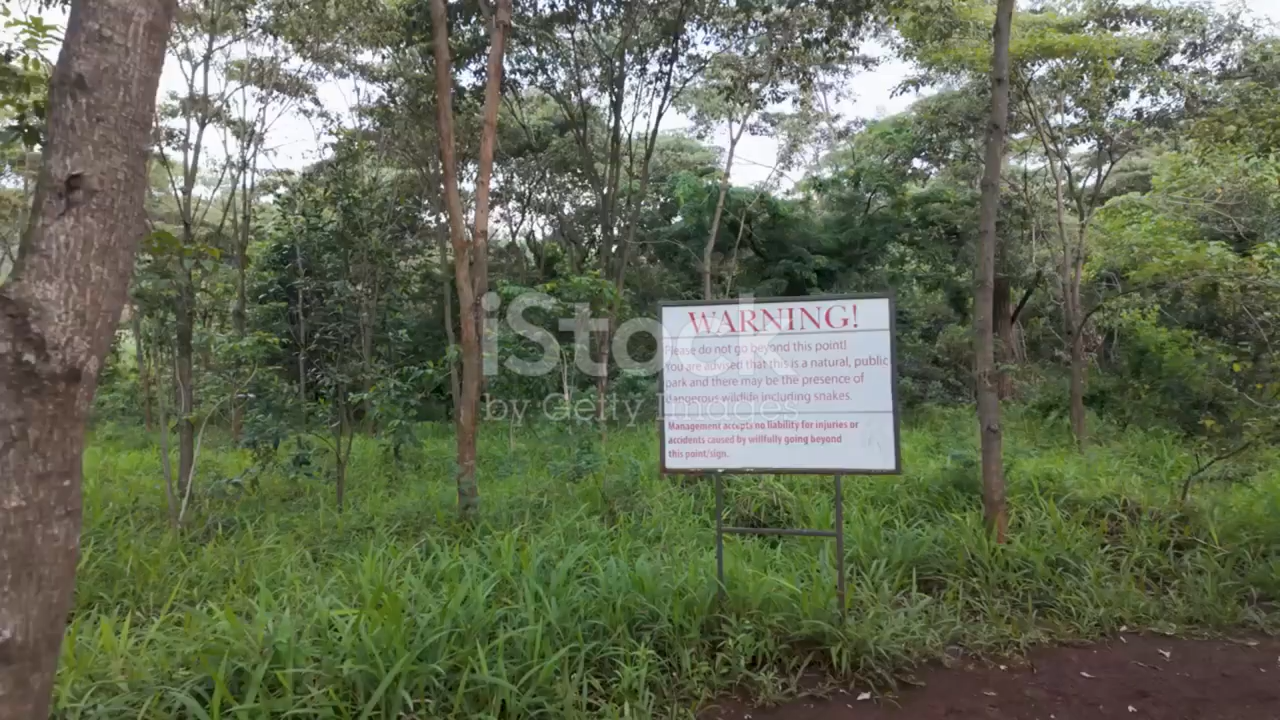 WARNING!
Please do not go beyond this point!
You are advised that this is a natural, public
park and there may be the presence of
dangerous wildlife including snakes.
Management accepts no liability for injuries or
accidents caused by willfully going beyond
this point/sign.
iStock
by Getty Images